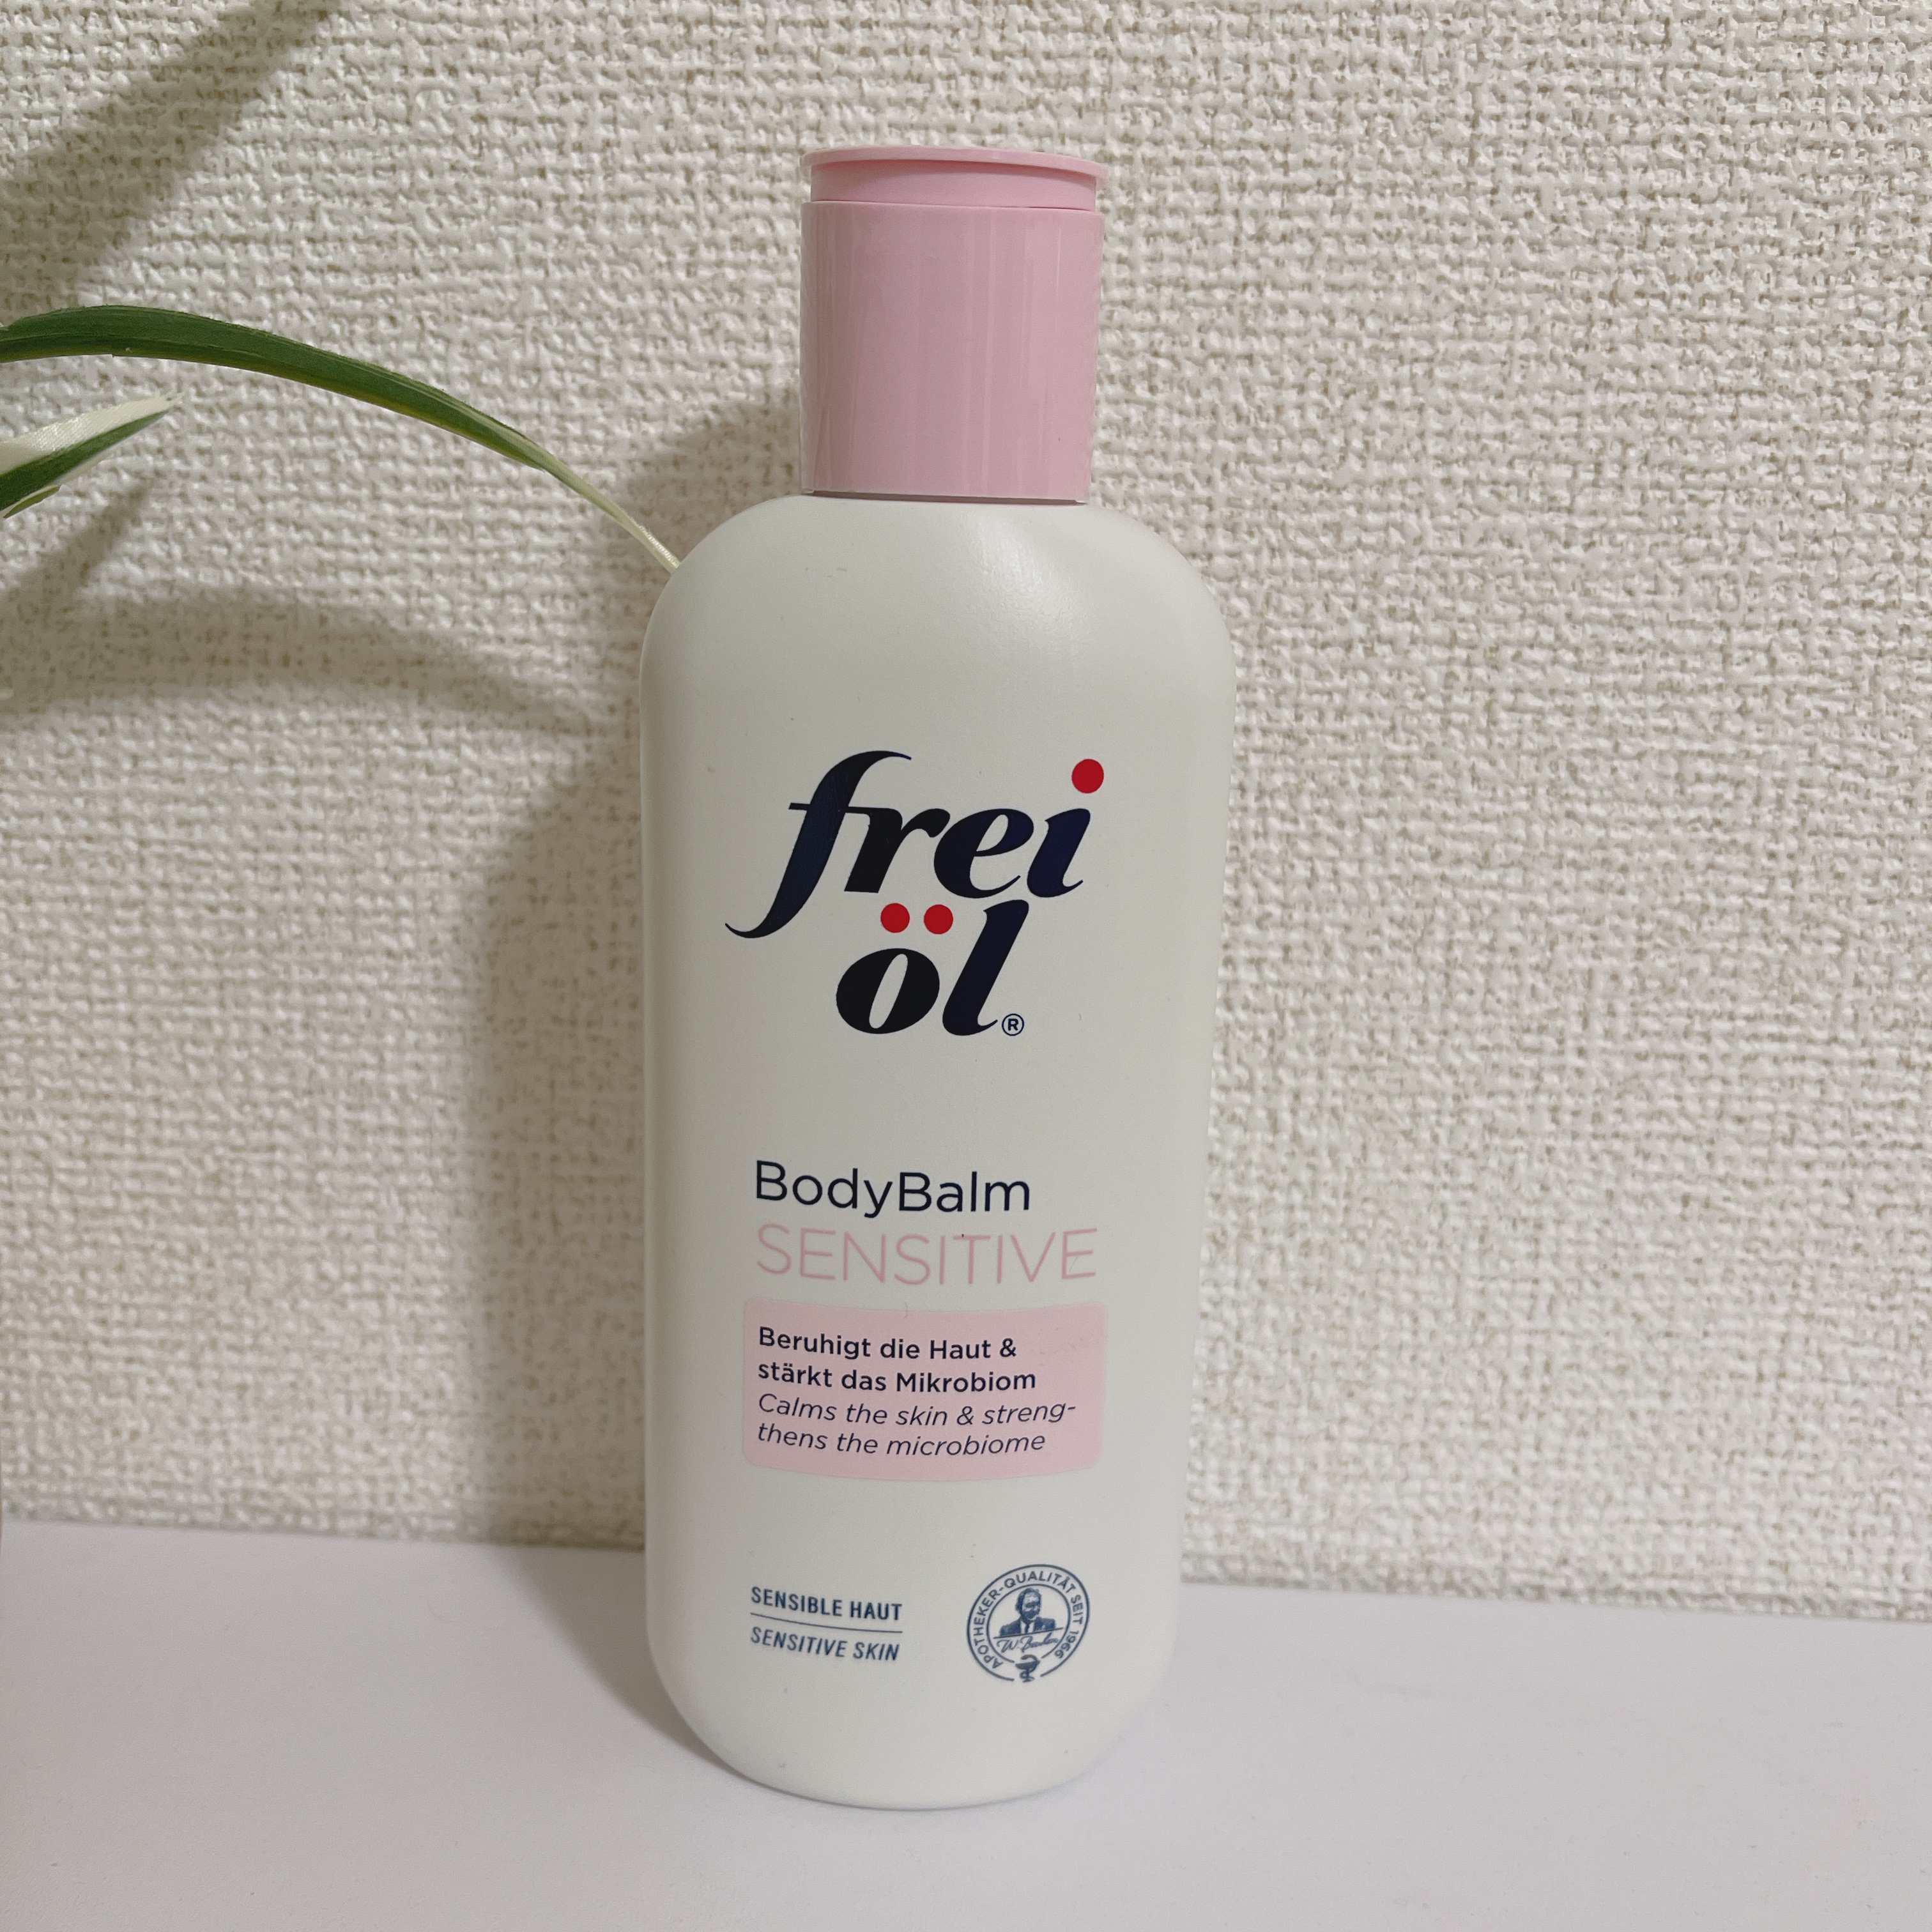 frei
öl®
BodyBalm
SENSITIVE
Beruhigt die Haut &
stärkt das Mikrobiom
Calms the skin & streng-
thens the microbiome
SENSIBLE HAUT
SENSITIVE SKIN
APOTHEKER-QUALITÄT SEIT 1966